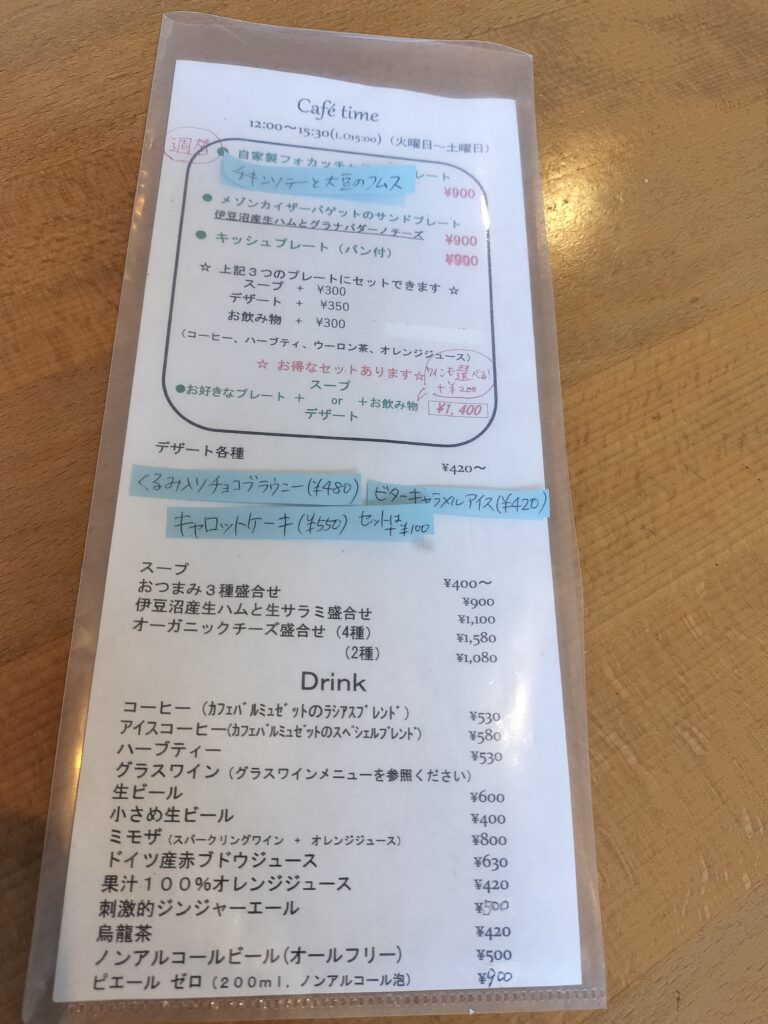 Café time
12:00～15:30(L.O15:00) (火曜日～土曜日)
週替
● 自家製フォカッチャ プレート
チキンソテーと大豆のフムス
¥900
● メゾンカイザーバゲットのサンドプレート
伊豆沼産生ハムとグラナパダーノチーズ ¥900
● キッシュプレート（パン付） ¥900
☆ 上記３つのプレートにセットできます ☆
スープ + ¥300
デザート + ¥350
お飲み物 + ¥300
（コーヒー、ハーブティ、ウーロン茶、オレンジジュース）
☆ お得なセットあります☆
ワインも選べる!
+¥200
スープ
●お好きなプレート + or +お飲み物 ¥1,400
デザート
デザート各種 ¥420～
くるみ入りチョコブラウニー(¥480) ビターキャラメルアイス(¥420)
キャロットケーキ(¥550) セットは+¥100
スープ ¥400～
おつまみ３種盛合せ ¥900
伊豆沼産生ハムと生サラミ盛合せ ¥1,100
オーガニックチーズ盛合せ（4種） ¥1,580
（2種） ¥1,080
Drink
コーヒー（ｶﾌｪﾊﾞﾙﾐｭｾﾞｯﾄのﾗｼｱｽﾌﾞﾚﾝﾄﾞ） ¥530
アイスコーヒー(ｶﾌｪﾊﾞﾙﾐｭｾﾞｯﾄのｽﾍﾟｼｪﾙﾌﾞﾚﾝﾄﾞ) ¥580
ハーブティー ¥530
グラスワイン（グラスワインメニューを参照ください）
生ビール ¥600
小さめ生ビール ¥400
ミモザ（スパークリングワイン + オレンジジュース） ¥800
ドイツ産赤ブドウジュース ¥630
果汁１００％オレンジジュース ¥420
刺激的ジンジャーエール ¥500
烏龍茶 ¥420
ノンアルコールビール(オールフリー) ¥500
ピエール ゼロ（200ml．ノンアルコール泡） ¥900